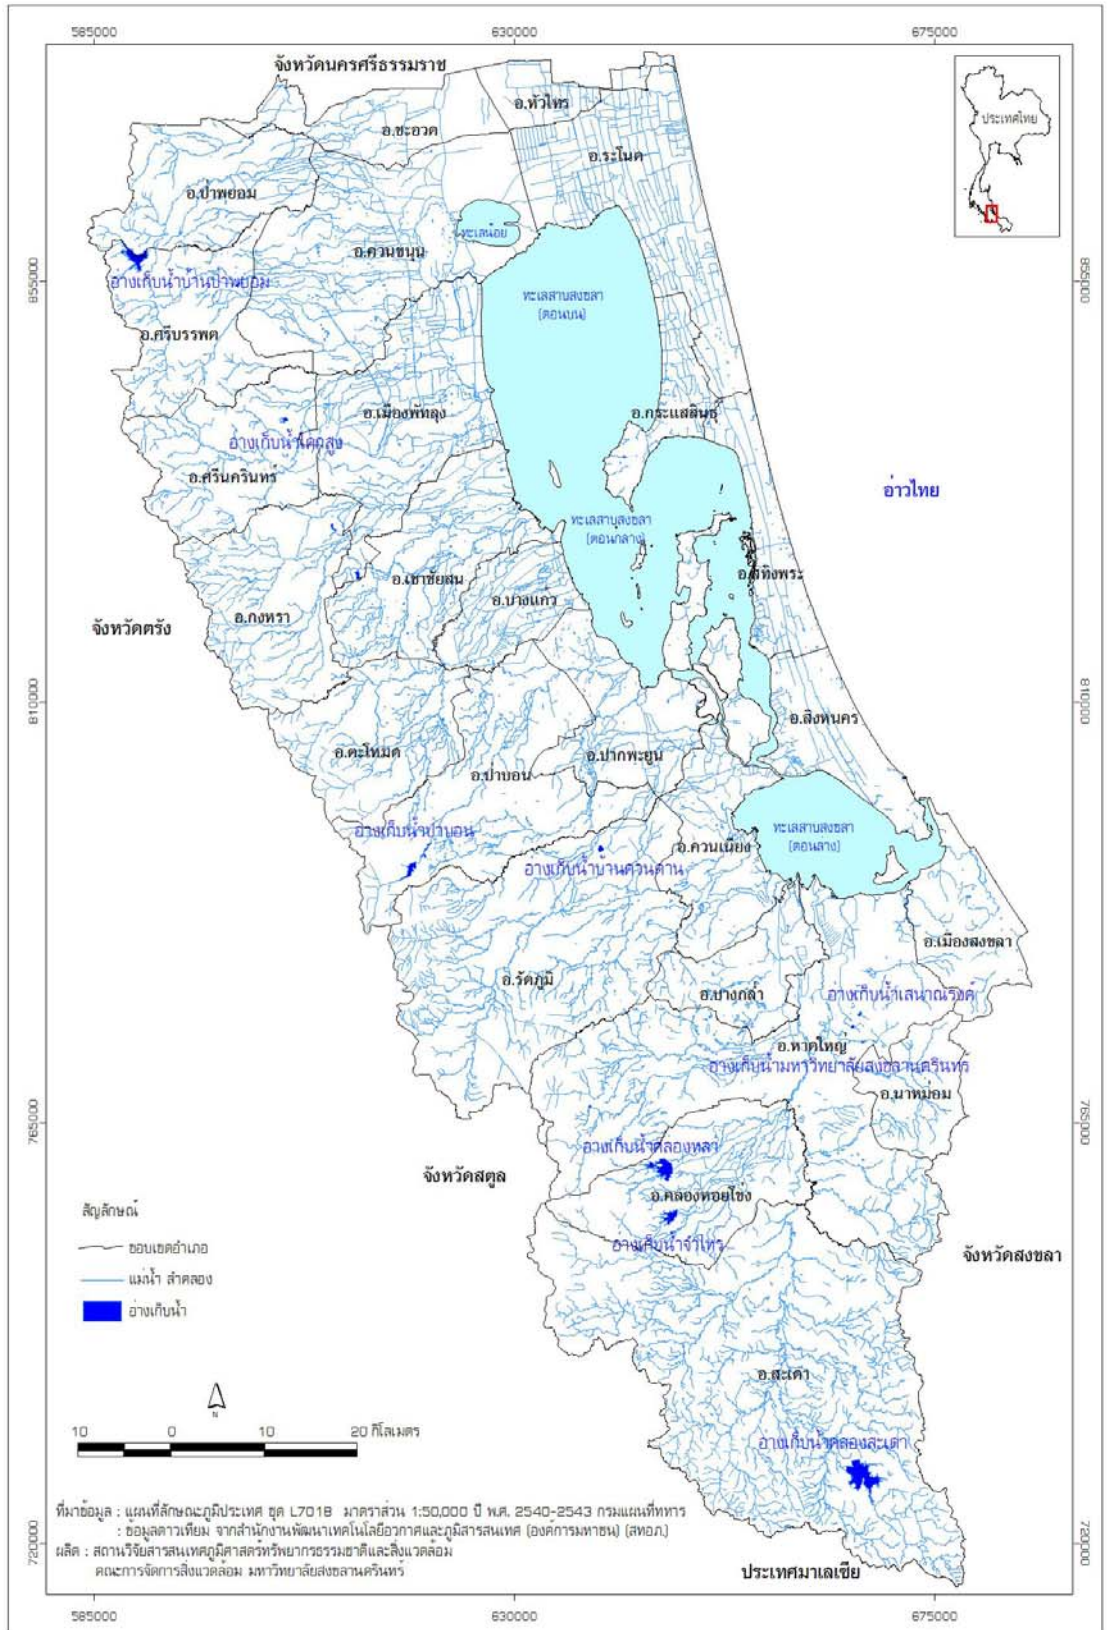 585000
630000
675000
จังหวัดนครศรีธรรมราช
อ.หัวไทร
อ.ชะอวด
อ.ระโนด
ประเทศไทย
อ.ป่าพยอม
ทะเลน้อย
อ.ควนขนุน
855000
855000
อ่างเก็บน้ำบ้านป่าพยอม
ทะเลสาบสงขลา
(ตอนบน)
อ.ศรีบรรพต
อ.เมืองพัทลุง
อ.กระแสสินธุ์
อ่างเก็บน้ำโคกสูง
อ.ศรีนครินทร์
อ่าวไทย
ทะเลสาบสงขลา
(ตอนกลาง)
อ.เขาชัยสน
อ.สทิงพระ
อ.บางแก้ว
อ.กงหรา
จังหวัดตรัง
810000
810000
อ.สิงหนคร
อ.ตะโหมด
อ.ป่าบอน
อ.ปากพะยูน
อ่างเก็บน้ำป่าบอน
ทะเลสาบสงขลา
(ตอนล่าง)
อ.ควนเนียง
อ่างเก็บน้ำบ้านควนดาน
อ.เมืองสงขลา
อ.รัตภูมิ
อ.บางกล่ำ
อ่างเก็บน้ำเสนาณรงค์
อ.หาดใหญ่
อ่างเก็บน้ำมหาวิทยาลัยสงขลานครินทร์
อ.นาหม่อม
765000
765000
อ่างเก็บน้ำคลองหลา
จังหวัดสตูล
อ.คลองหอยโข่ง
อ่างเก็บน้ำจำไหร
จังหวัดสงขลา
สัญลักษณ์
ขอบเขตอำเภอ
แม่น้ำ ลำคลอง
อ่างเก็บน้ำ
อ.สะเดา
N
10 0 10 20 กิโลเมตร
อ่างเก็บน้ำคลองสะเดา
ที่มาข้อมูล : แผนที่ลักษณะภูมิประเทศ ชุด L7018 มาตราส่วน 1:50,000 ปี พ.ศ. 2540-2543 กรมแผนที่ทหาร
: ข้อมูลดาวเทียม จากสำนักงานพัฒนาเทคโนโลยีอวกาศและภูมิสารสนเทศ (องค์การมหาชน) (สทอภ.)
ผลิต : สถานวิจัยสารสนเทศภูมิศาสตร์ทรัพยากรธรรมชาติและสิ่งแวดล้อม
คณะการจัดการสิ่งแวดล้อม มหาวิทยาลัยสงขลานครินทร์
720000
720000
ประเทศมาเลเซีย
585000
630000
675000